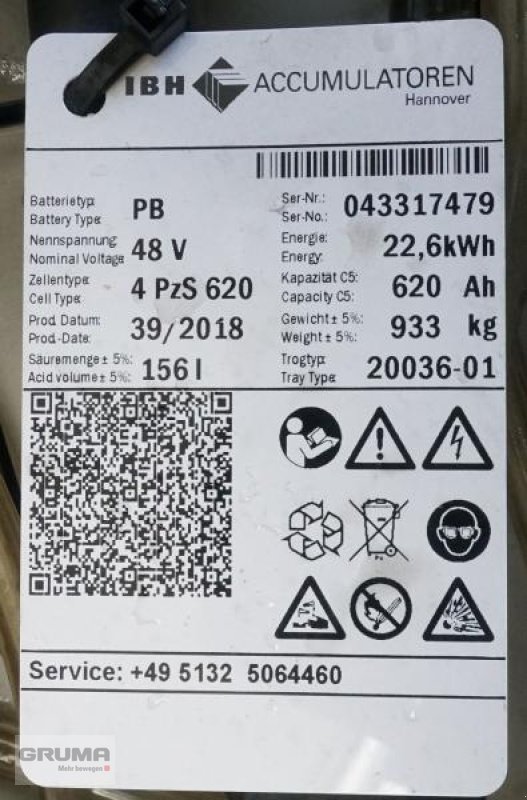 IBH ACCUMULATOREN
Hannover
Batterietyp:
Battery Type:
PB
Ser-Nr.:
Ser-No.:
043317479
Nennspannung:
Nominal Voltage:
48 V
Energie:
Energy:
22,6kWh
Zellentype:
Cell Type:
4 PzS 620
Kapazität C5:
Capacity C5:
620 Ah
Prod. Datum:
Prod.-Date:
39/2018
Gewicht ± 5%:
Weight ± 5%:
933 kg
Säuremenge ± 5%:
Acid volume ± 5%:
156 l
Trogtyp:
Tray Type:
20036-01
Service: +49 5132 5064460
GRUMA
Mehr bewegen